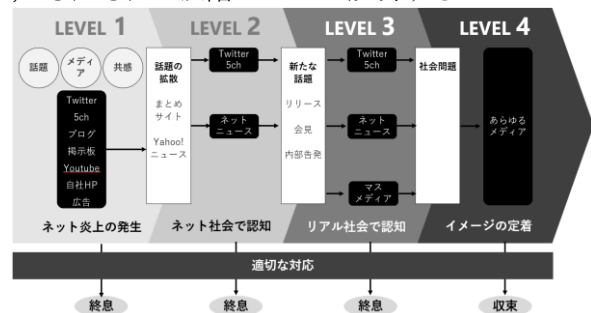 LEVEL 1
LEVEL 2
LEVEL 3
LEVEL 4
話題
メディ
ア
共感
Twitter
5ch
ブログ
掲示板
Youtube
自社HP
広告
話題の
拡散
まとめ
サイト
Yahoo!
ニュース
Twitter
5ch
ネット
ニュース
新たな
話題
リリース
会見
内部告発
Twitter
5ch
ネット
ニュース
マス
メディア
社会問題
あらゆる
メディア
ネット炎上の発生
ネット社会で認知
リアル社会で認知
イメージの定着
適切な対応
終息
終息
終息
収束